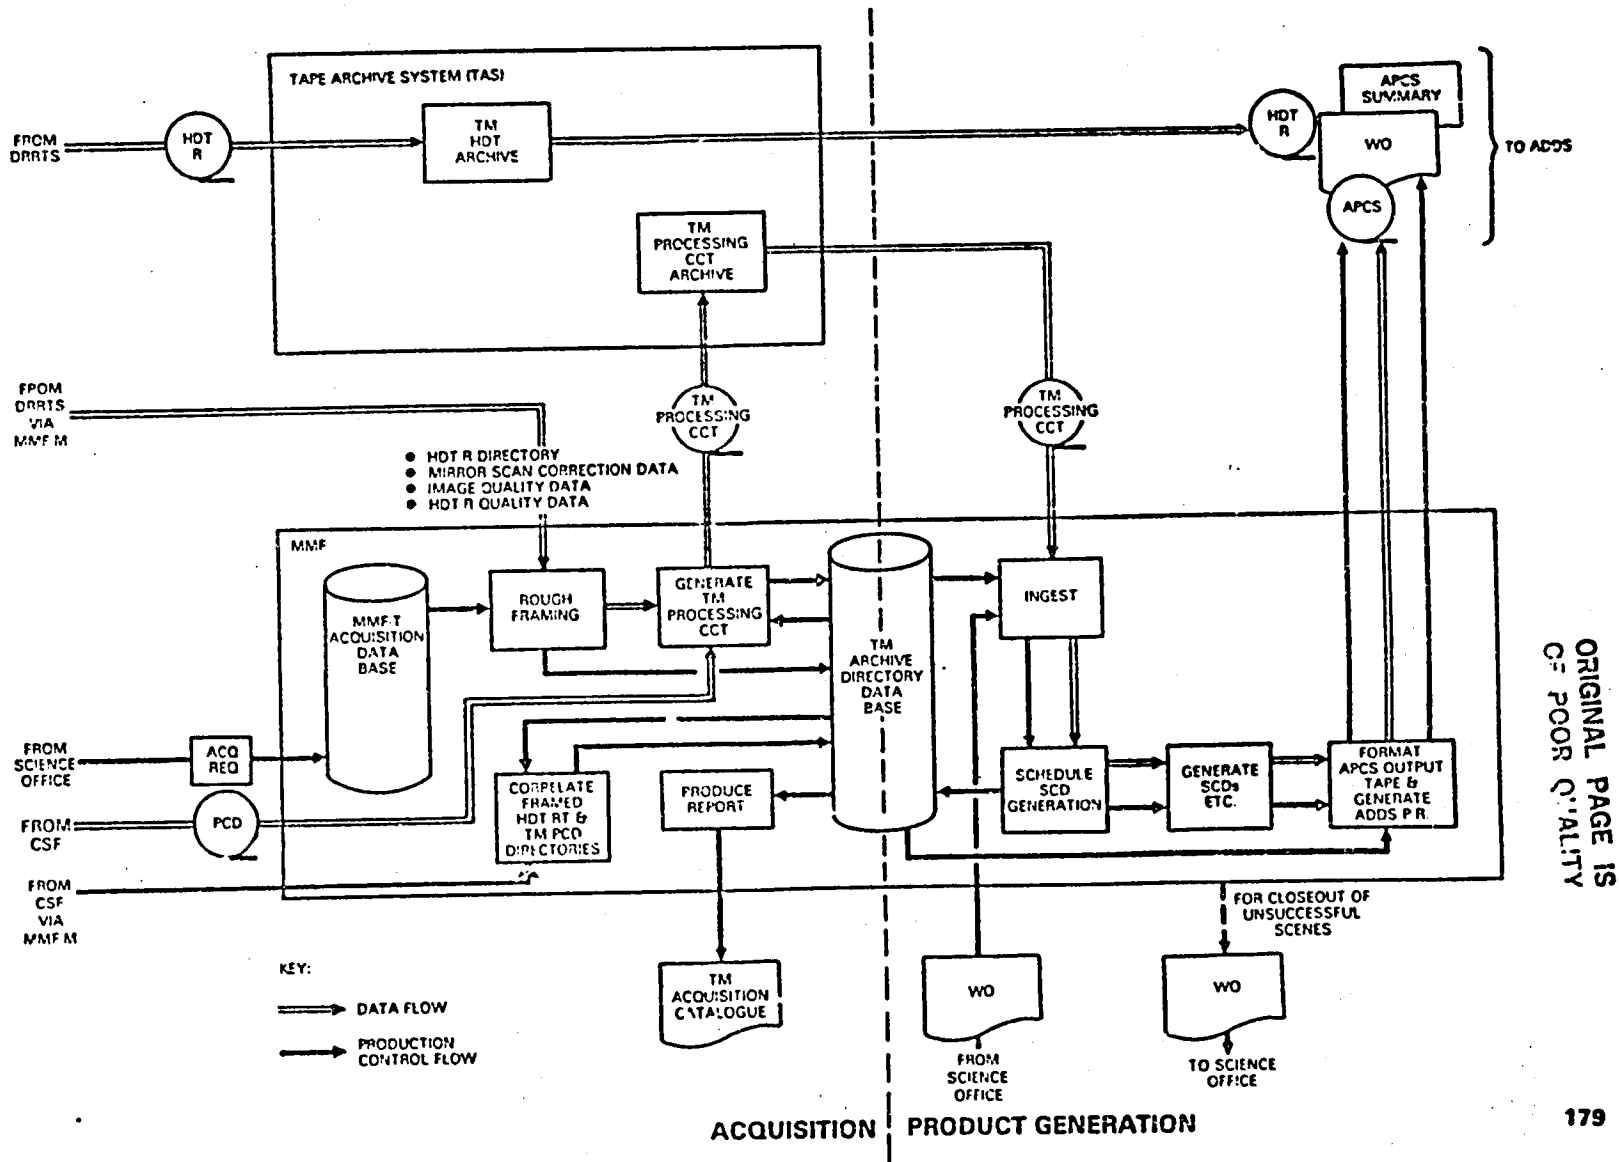 TAPE ARCHIVE SYSTEM (TAS)
FROM
DRRTS
HDT
R
TM
HDT
ARCHIVE
HDT
R
APCS
SUMMARY
WO
APCS
TO ADDS
TM
PROCESSING
CCT
ARCHIVE
FROM
DRRTS
VIA
MMF M
TM
PROCESSING
CCT
TM
PROCESSING
CCT
● HDT R DIRECTORY
● MIRROR SCAN CORRECTION DATA
● IMAGE QUALITY DATA
● HDT R QUALITY DATA
MMF
MMF-T
ACQUISITION
DATA
BASE
ROUGH
FRAMING
GENERATE
TM
PROCESSING
CCT
TM
ARCHIVE
DIRECTORY
DATA
BASE
INGEST
FROM
SCIENCE
OFFICE
ACQ
REQ
FROM
CSF
PCD
CORRELATE
FRAMED
HDT RT &
TM PCD
DIRECTORIES
PRODUCE
REPORT
SCHEDULE
SCD
GENERATION
GENERATE
SCDs
ETC.
FORMAT
APCS OUTPUT
TAPE &
GENERATE
ADDS P.R.
FROM
CSF
VIA
MMF M
FOR CLOSEOUT OF
UNSUCCESSFUL
SCENES
KEY:
DATA FLOW
PRODUCTION
CONTROL FLOW
TM
ACQUISITION
CATALOGUE
WO
FROM
SCIENCE
OFFICE
WO
TO SCIENCE
OFFICE
ACQUISITION
PRODUCT GENERATION
179
ORIGINAL PAGE IS
OF POOR QUALITY